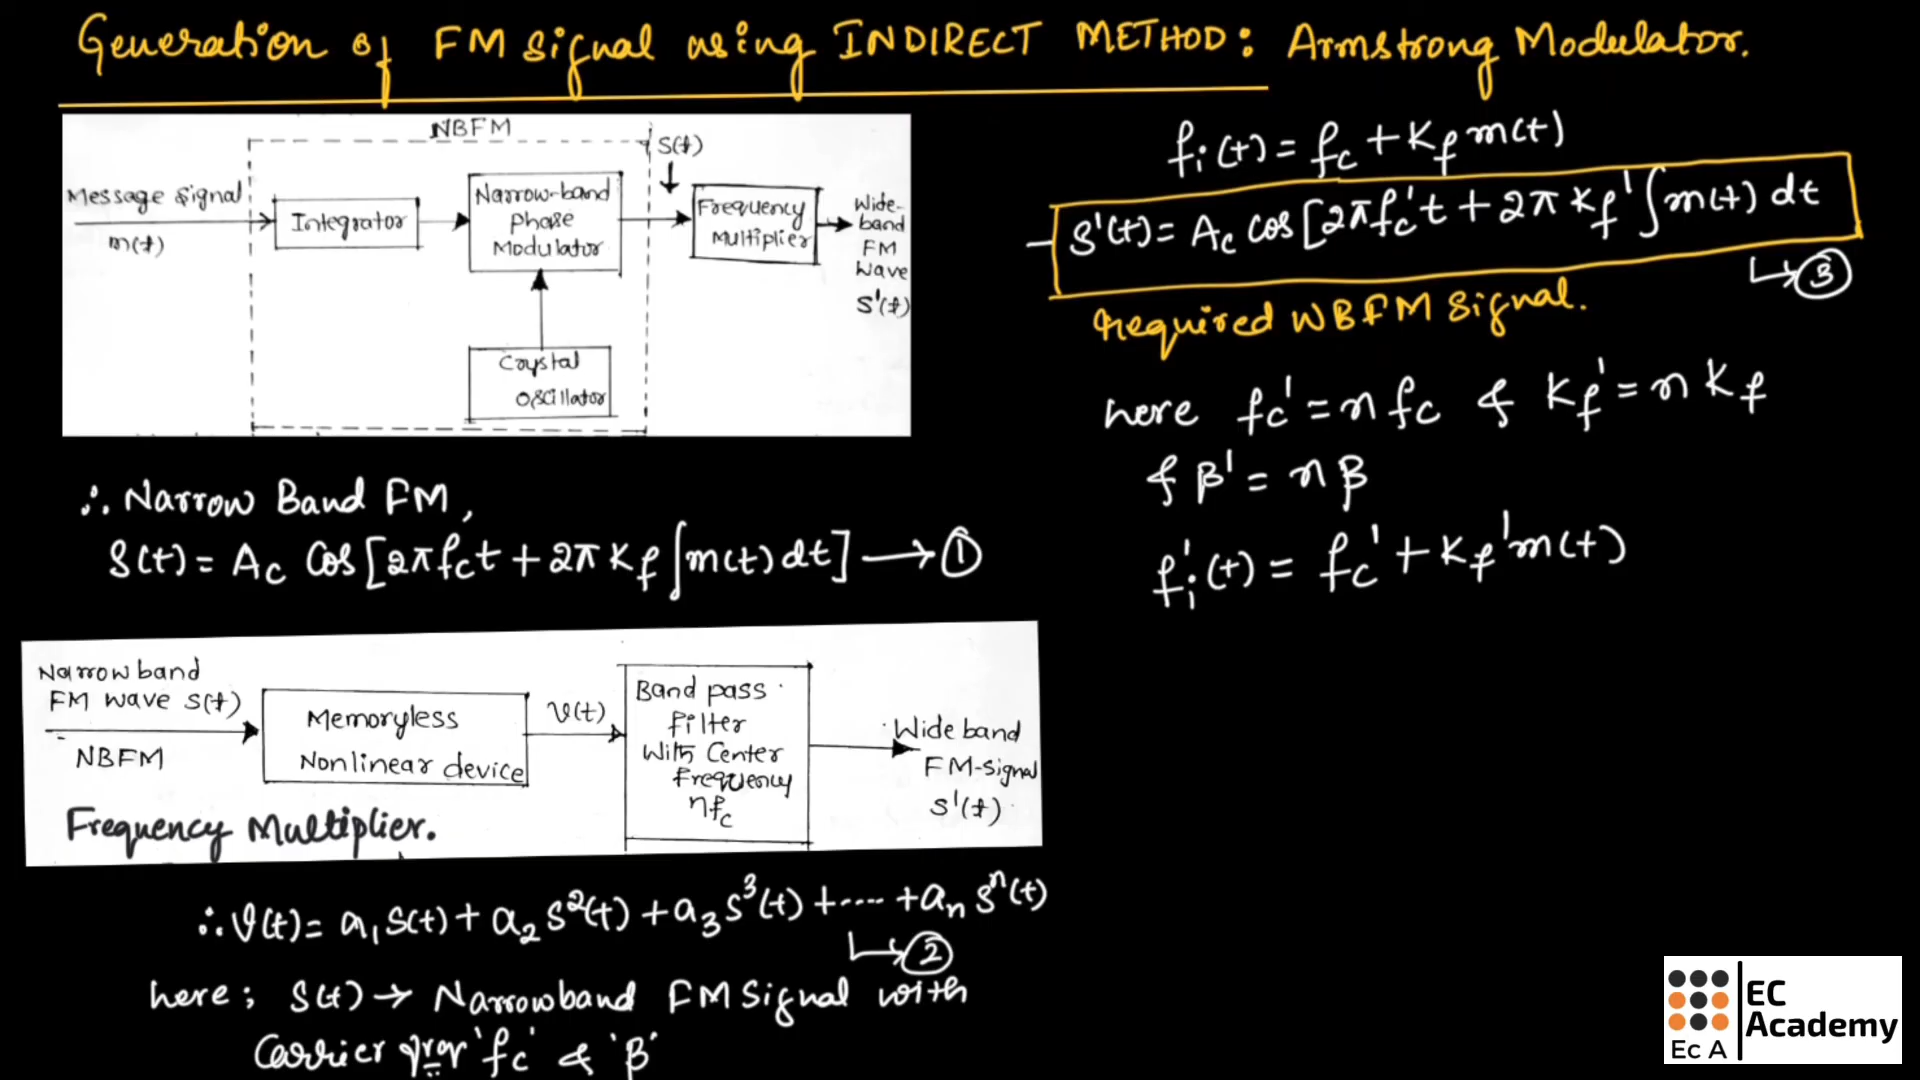 Generation of FM Signal using INDIRECT METHOD: Armstrong Modulator.
NBFM
S(t)
Message Signal
m(t)
Integrator
Narrow-band
Phase
Modulator
Frequency
Multiplier
Wide-
band
FM
Wave
S'(t)
Crystal
oscillator
∴ Narrow Band FM,
S(t) = Ac Cos [2πfct + 2π Kf ∫m(t) dt] → ①
Narrow band
FM wave S(t)
NBFM
Memoryless
Nonlinear device
V(t)
Band pass
filter
With Center
frequency
nfc
Wide band
FM-Signal
S'(t)
Frequency Multiplier.
∴ V(t) = a₁ S(t) + a₂ S²(t) + a₃ S³(t) + ..... + aₙ Sⁿ(t)
↳ ②
here; S(t) → Narrowband FM Signal with
Carrier 'fc' & 'β'
fi(t) = fc + Kf m(t)
S'(t) = Ac cos [2πfc't + 2π Kf' ∫m(t) dt
↳ ③
Required WBFM Signal.
here fc' = n fc & Kf' = n Kf
& β' = n β
fi'(t) = fc' + Kf' m(t)
EC
Academy
Ec A